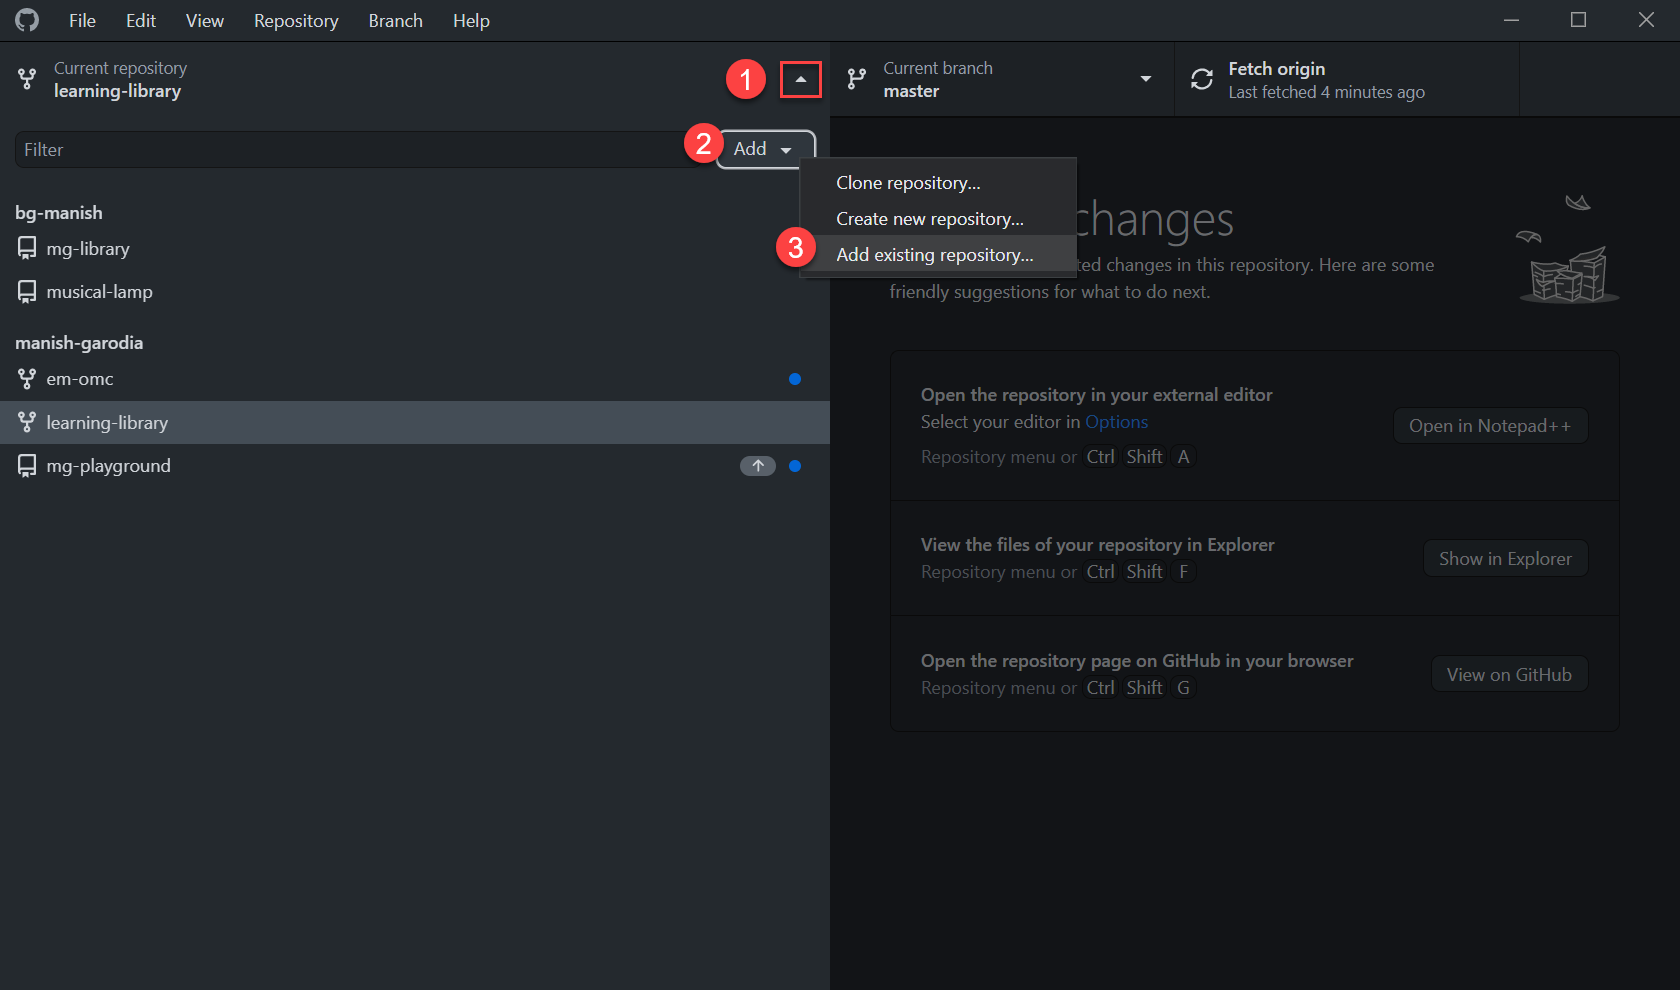 File Edit View Repository Branch Help
Current repository
learning-library
1
Current branch
master
Fetch origin
Last fetched 4 minutes ago
Filter
2
Add
Clone repository...
Create new repository...
3
Add existing repository...
changes
ted changes in this repository. Here are some
friendly suggestions for what to do next.
bg-manish
mg-library
musical-lamp
manish-garodia
em-omc
learning-library
mg-playground
Open the repository in your external editor
Select your editor in Options
Repository menu or Ctrl Shift A
Open in Notepad++
View the files of your repository in Explorer
Repository menu or Ctrl Shift F
Show in Explorer
Open the repository page on GitHub in your browser
Repository menu or Ctrl Shift G
View on GitHub